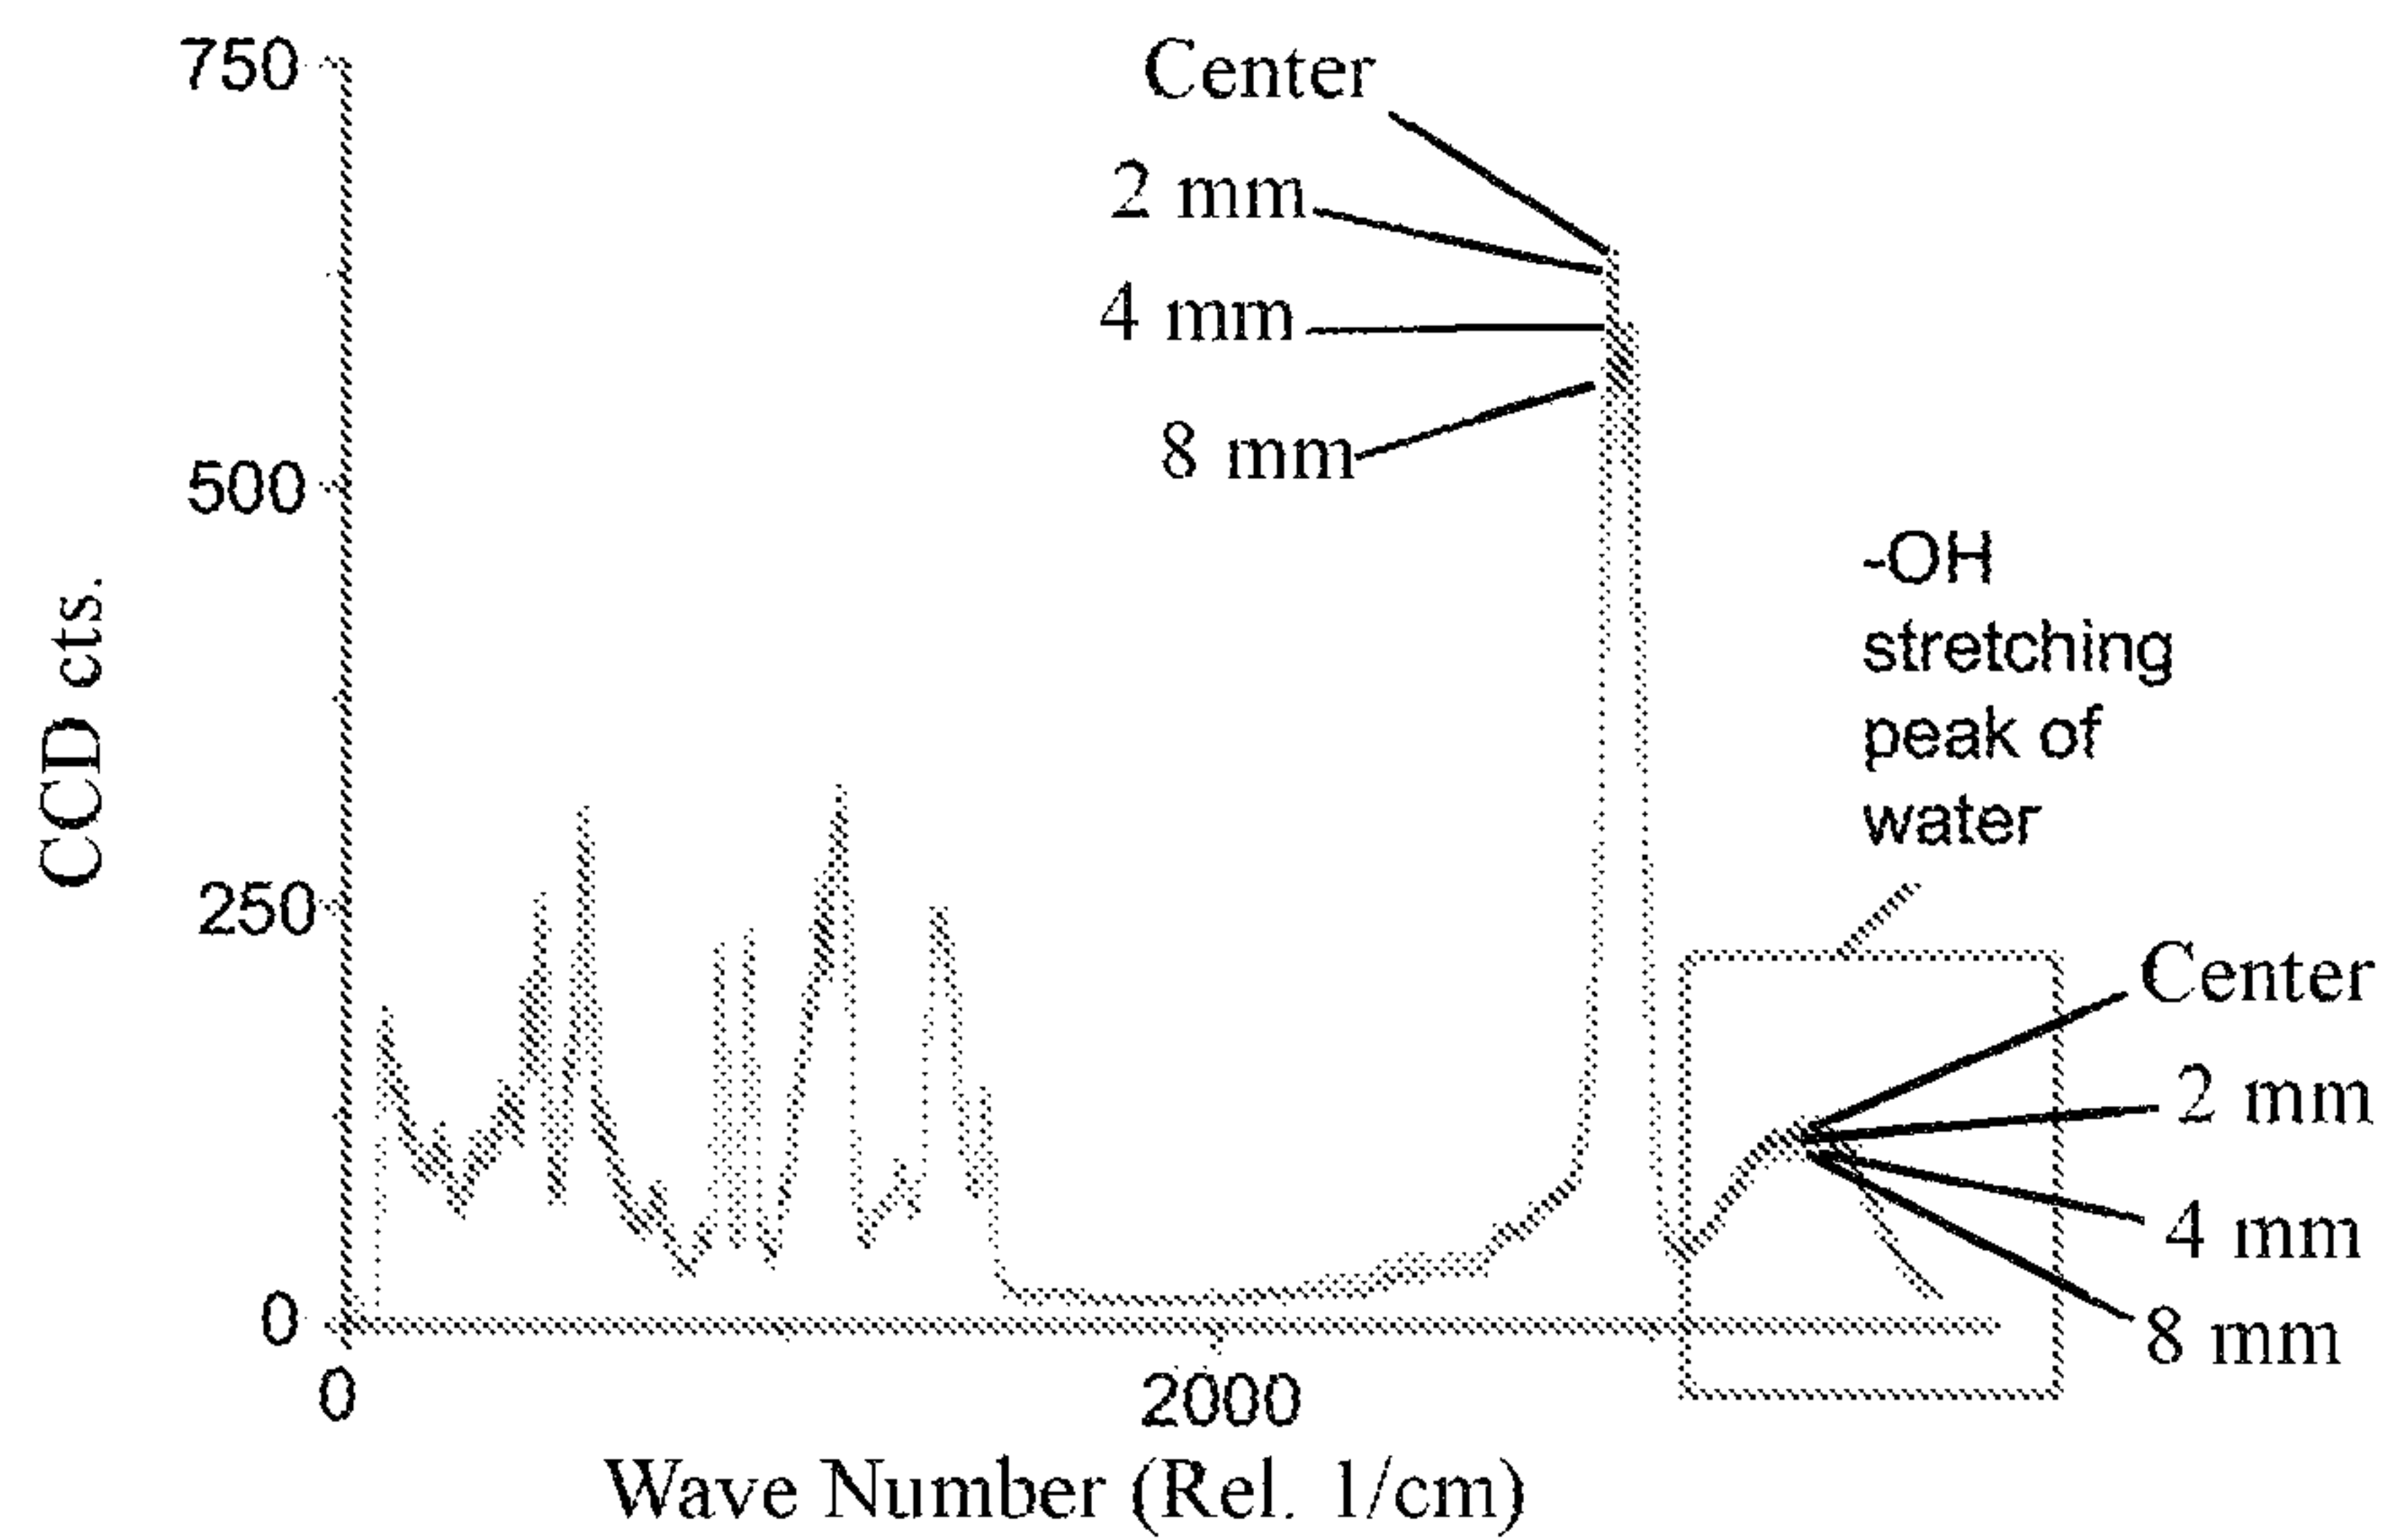 750
500
250
0
CCD cts.
0
2000
Wave Number (Rel. 1/cm)
Center
2 mm
4 mm
8 mm
-OH
stretching
peak of
water
Center
2 mm
4 mm
8 mm